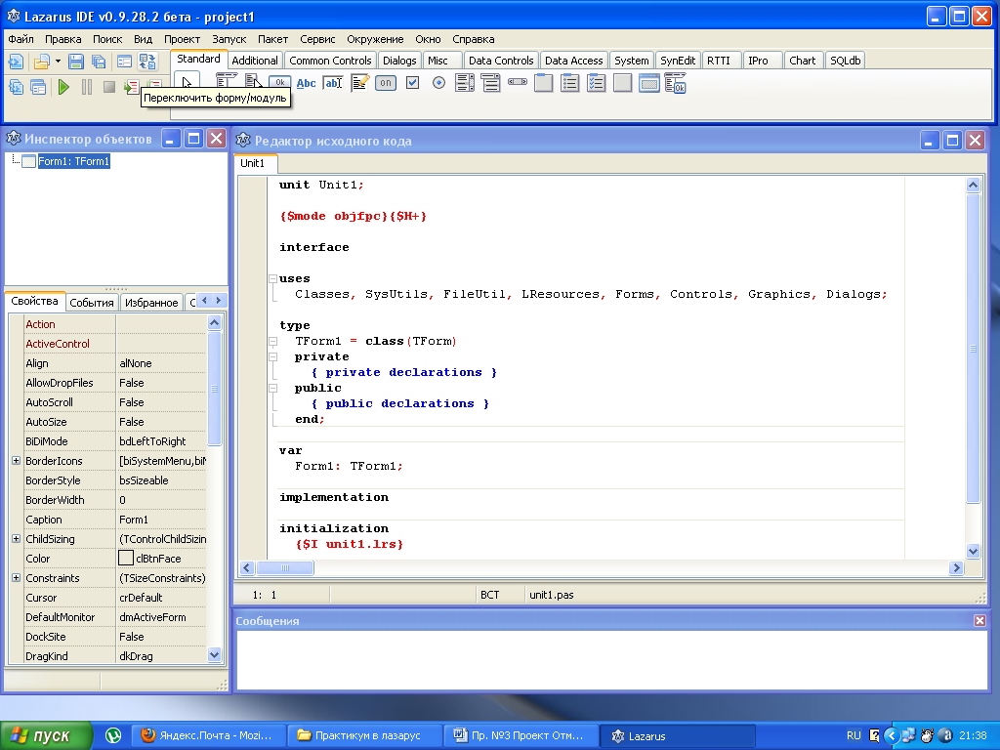 Lazarus IDE v0.9.28.2 бета - project1
Файл Правка Поиск Вид Проект Запуск Пакет Сервис Окружение Окно Справка
Standard Additional Common Controls Dialogs Misc Data Controls Data Access System SynEdit RTTI IPro Chart SQLdb
Ok Abc ab on Ok
Переключить форму/модуль
Инспектор объектов
Form1: TForm1
Свойства События Избранное С
Action
ActiveControl
Align alNone
AllowDropFiles False
AutoScroll False
AutoSize False
BiDiMode bdLeftToRight
BorderIcons [biSystemMenu,biM
BorderStyle bsSizeable
BorderWidth 0
Caption Form1
ChildSizing (TControlChildSizin
Color clBtnFace
Constraints (TSizeConstraints)
Cursor crDefault
DefaultMonitor dmActiveForm
DockSite False
DragKind dkDrag
Редактор исходного кода
Unit1
unit Unit1;
{$mode objfpc}{$H+}
interface
uses
Classes, SysUtils, FileUtil, LResources, Forms, Controls, Graphics, Dialogs;
type
TForm1 = class(TForm)
private
{ private declarations }
public
{ public declarations }
end;
var
Form1: TForm1;
implementation
initialization
{$I unit1.lrs}
1: 1 ВСТ unit1.pas
Сообщения
пуск Яндекс.Почта - Mozi... Практикум в лазарус Пр. №3 Проект Отм... Lazarus RU 21:38